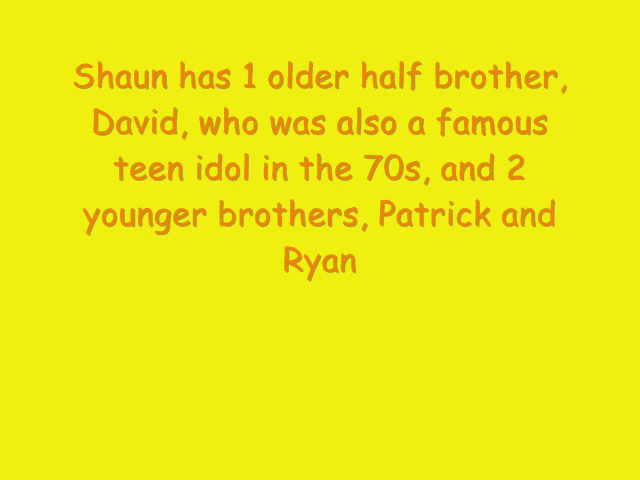 Shaun has 1 older half brother,
David, who was also a famous
teen idol in the 70s, and 2
younger brothers, Patrick and
Ryan